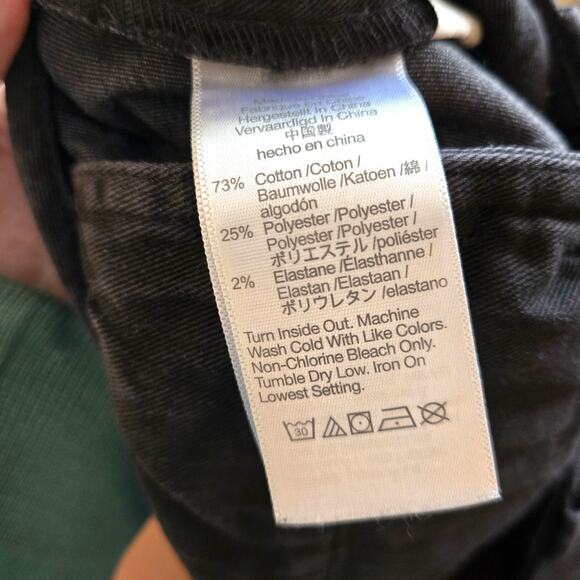 Fabriqué En Chine
Hergestellt in China
Vervaardigd In China
中国製
hecho en china
73% Cotton /Coton /
Baumwolle /Katoen /綿 /
algodón
25% Polyester /Polyester /
Polyester /Polyester /
ポリエステル /poliéster
2% Elastane /Élasthanne /
Elastan /Elastaan /
ポリウレタン /elastano
Turn Inside Out. Machine
Wash Cold With Like Colors.
Non-Chlorine Bleach Only.
Tumble Dry Low. Iron On
Lowest Setting.
30